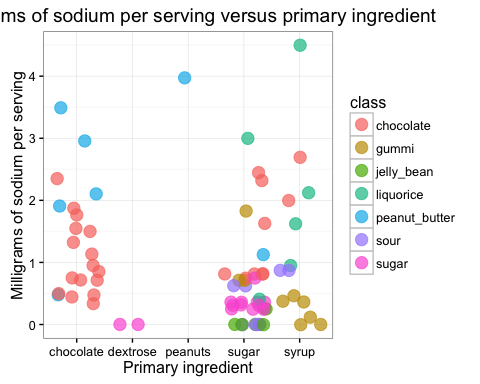 ms of sodium per serving versus primary ingredient
Milligrams of sodium per serving
4
3
2
1
0
chocolate dextrose peanuts sugar syrup
Primary ingredient
class
chocolate
gummi
jelly_bean
liquorice
peanut_butter
sour
sugar